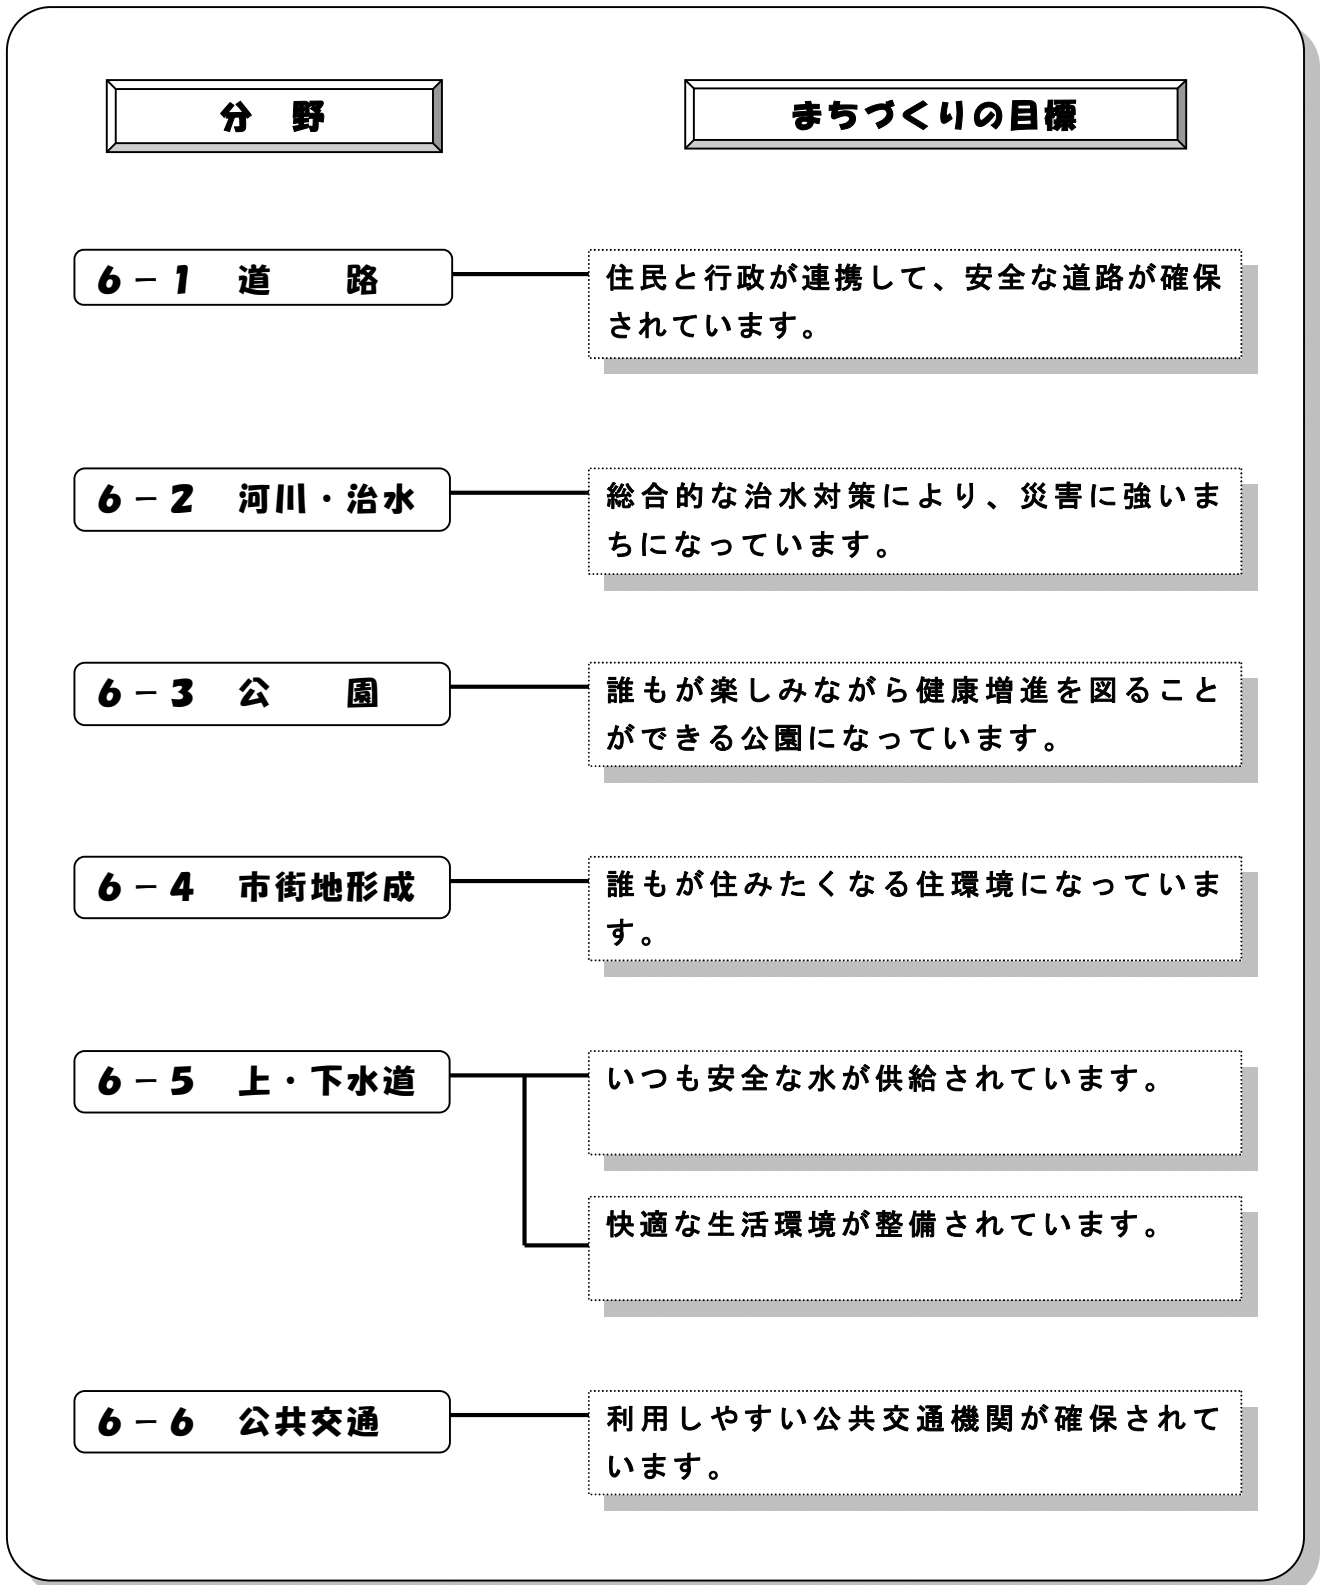 分　野
まちづくりの目標
６－１　道　　路
住民と行政が連携して、安全な道路が確保
されています。
６－２　河川・治水
総合的な治水対策により、災害に強いま
ちになっています。
６－３　公　　園
誰もが楽しみながら健康増進を図ること
ができる公園になっています。
６－４　市街地形成
誰もが住みたくなる住環境になっていま
す。
６－５　上・下水道
いつも安全な水が供給されています。
快適な生活環境が整備されています。
６－６　公共交通
利用しやすい公共交通機関が確保されて
います。